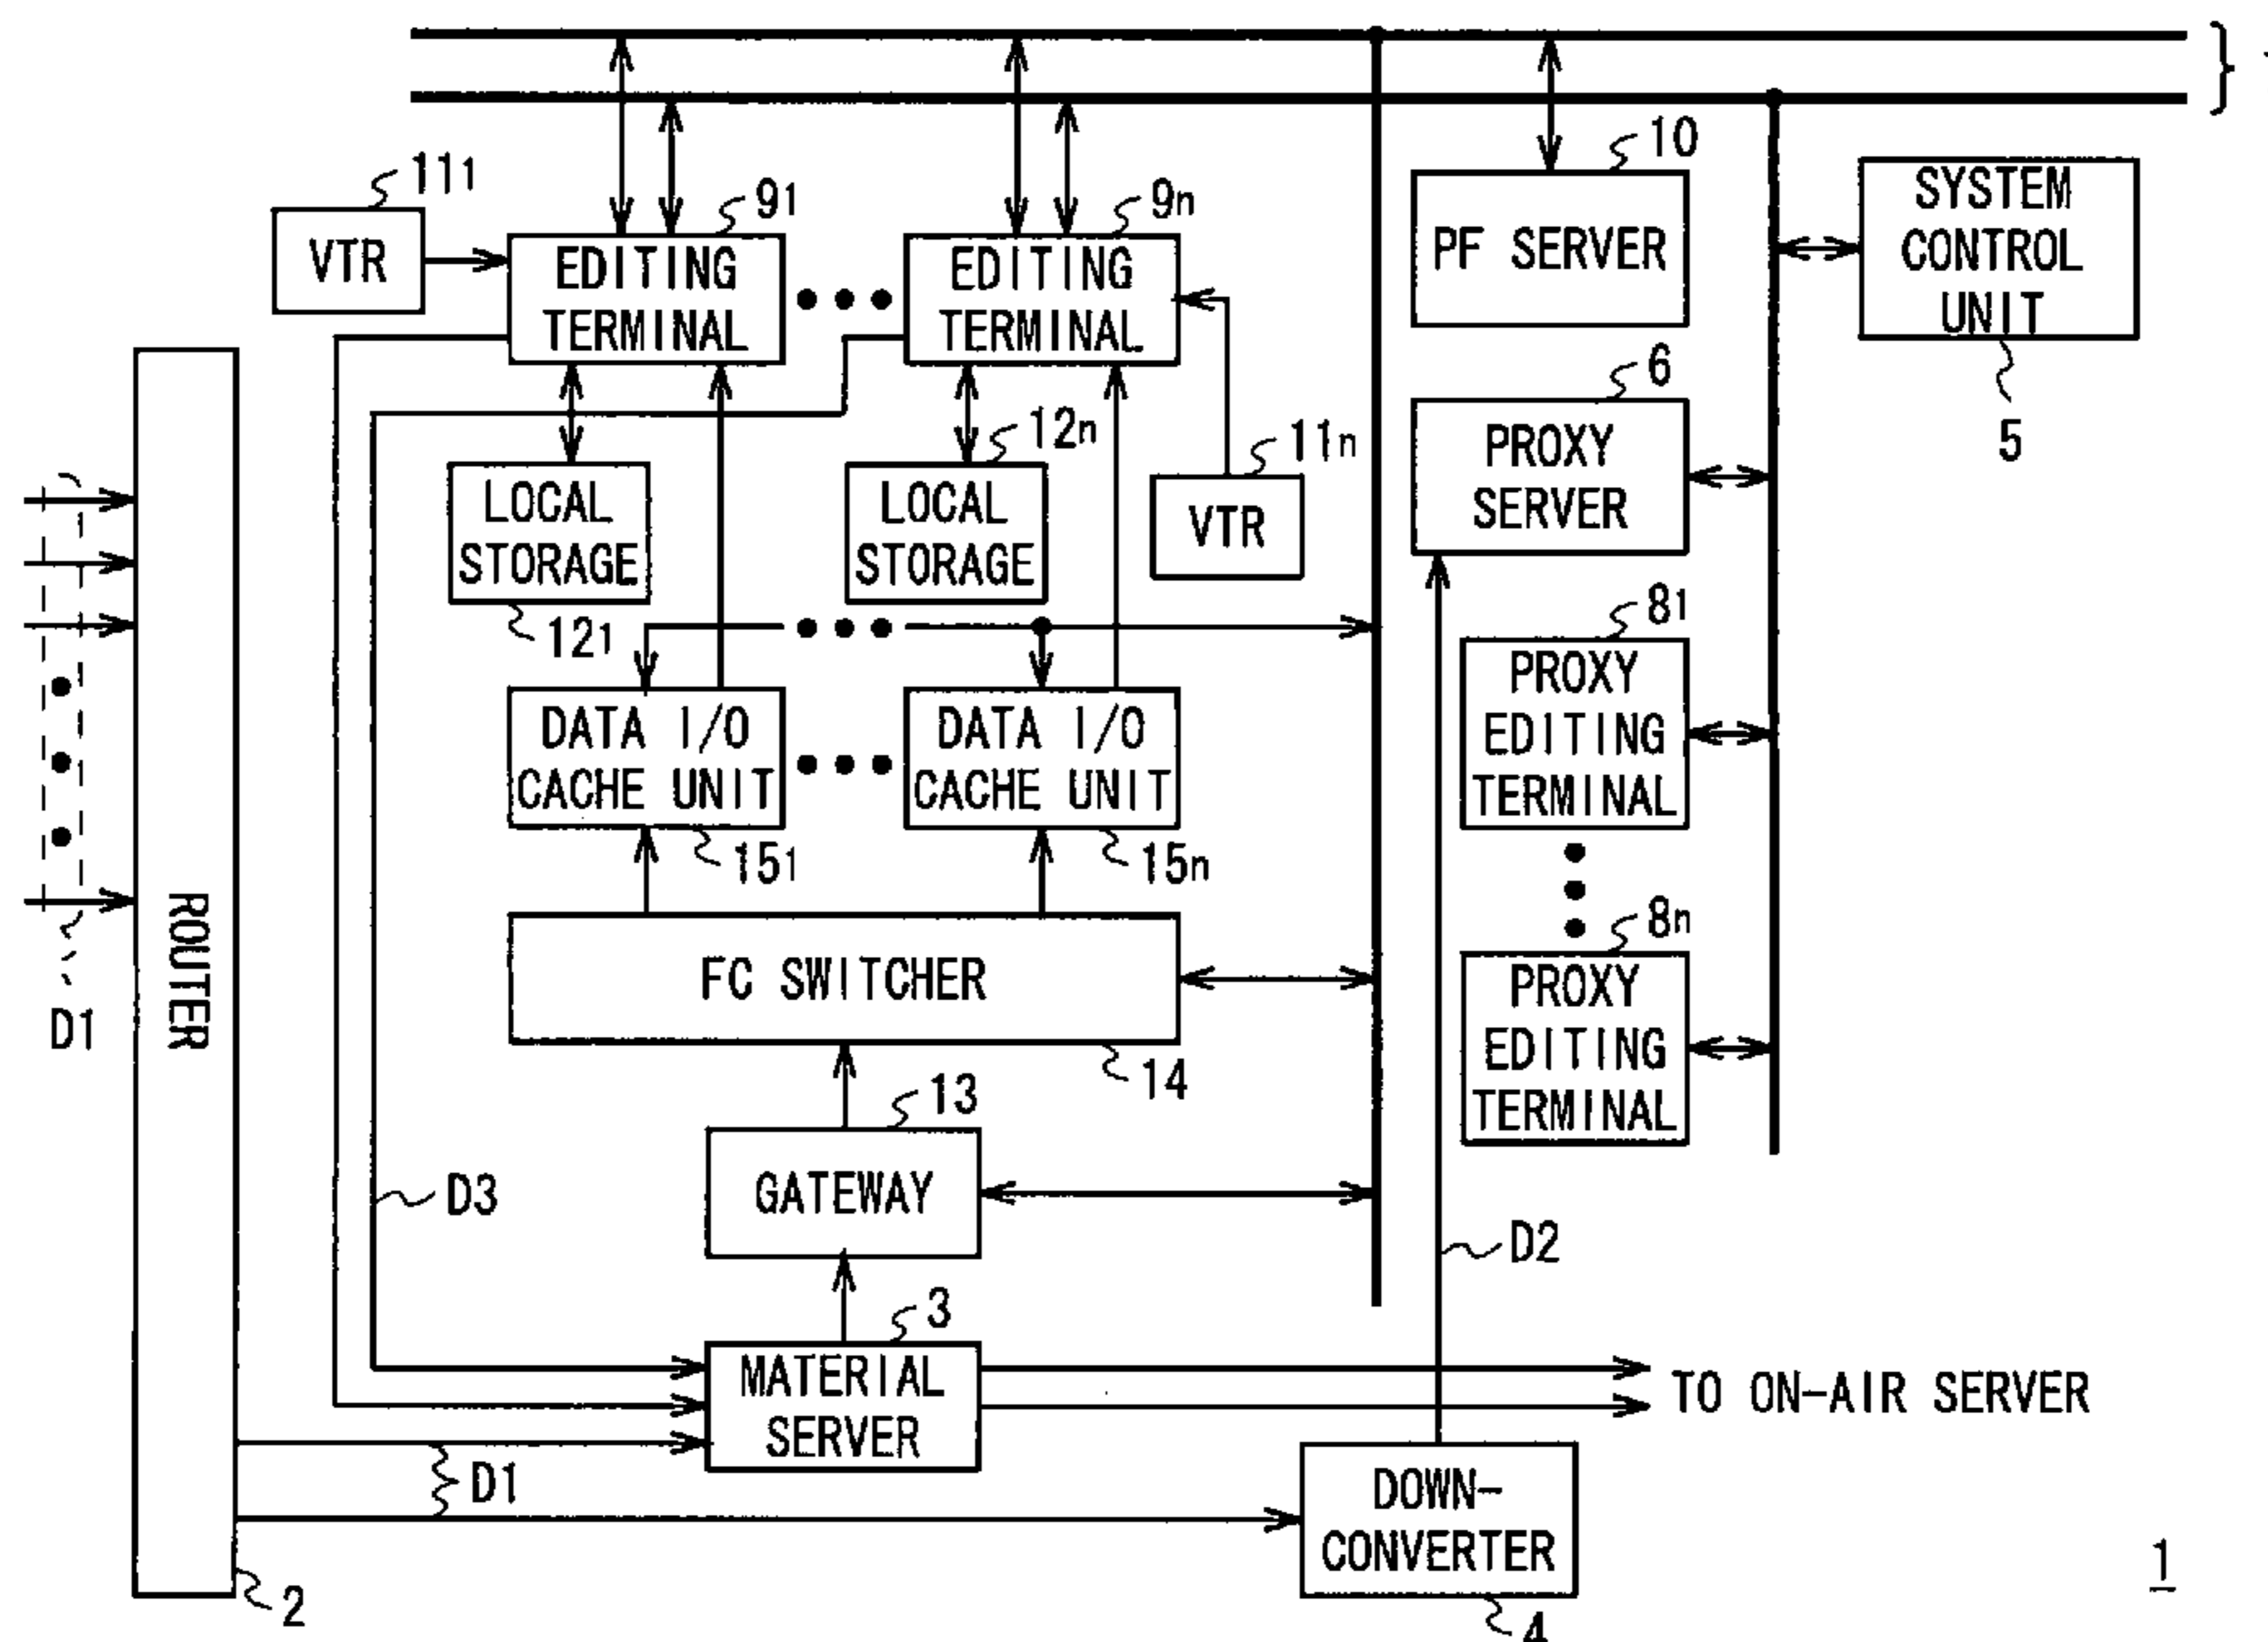 111
VTR
91
EDITING
TERMINAL
9n
EDITING
TERMINAL
10
PF SERVER
SYSTEM
CONTROL
UNIT
5
6
PROXY
SERVER
12n
11n
LOCAL
STORAGE
121
LOCAL
STORAGE
VTR
81
PROXY
EDITING
TERMINAL
DATA I/O
CACHE UNIT
151
DATA I/O
CACHE UNIT
15n
8n
PROXY
EDITING
TERMINAL
D1
ROUTER
FC SWITCHER
14
13
GATEWAY
D3
D2
3
MATERIAL
SERVER
TO ON-AIR SERVER
D1
DOWN-
CONVERTER
2
4
1